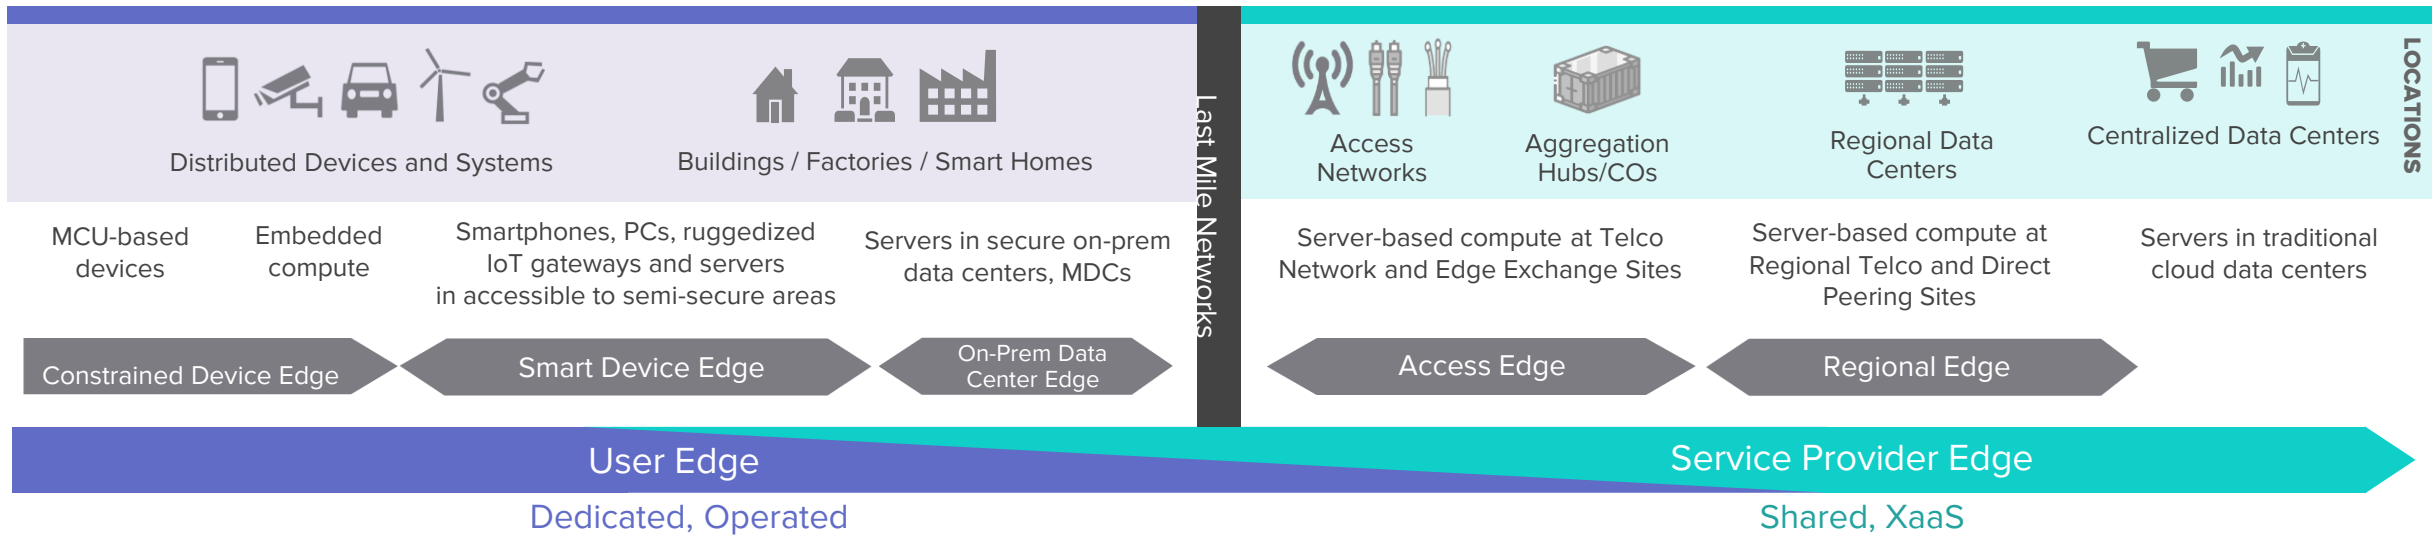 Distributed Devices and Systems
Buildings / Factories / Smart Homes
Last Mile Networks
Access
Networks
Aggregation
Hubs/COs
Regional Data
Centers
Centralized Data Centers
LOCATIONS
MCU-based
devices
Embedded
compute
Smartphones, PCs, ruggedized
IoT gateways and servers
in accessible to semi-secure areas
Servers in secure on-prem
data centers, MDCs
Server-based compute at Telco
Network and Edge Exchange Sites
Server-based compute at
Regional Telco and Direct
Peering Sites
Servers in traditional
cloud data centers
Constrained Device Edge
Smart Device Edge
On-Prem Data
Center Edge
Access Edge
Regional Edge
User Edge
Service Provider Edge
Dedicated, Operated
Shared, XaaS